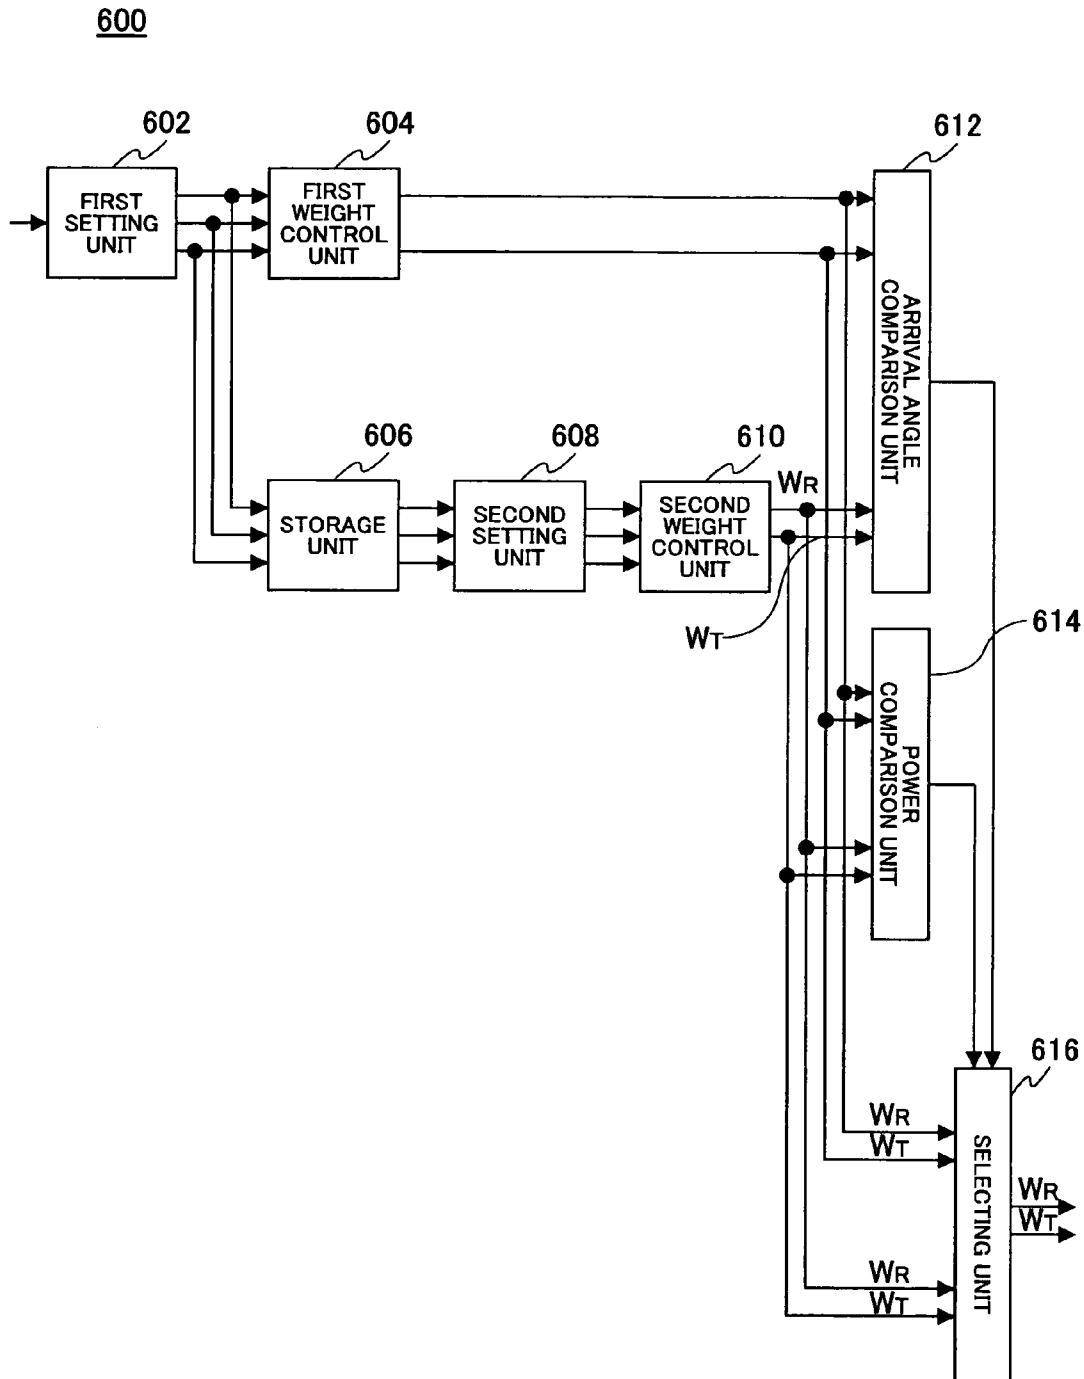 600
602
604
612
FIRST
SETTING
UNIT
FIRST
WEIGHT
CONTROL
UNIT
ARRIVAL ANGLE
COMPARISON UNIT
606
608
610
STORAGE
UNIT
SECOND
SETTING
UNIT
SECOND
WEIGHT
CONTROL
UNIT
WR
WT
614
POWER
COMPARISON UNIT
616
WR
WT
SELECTING UNIT
WR
WT
WR
WT